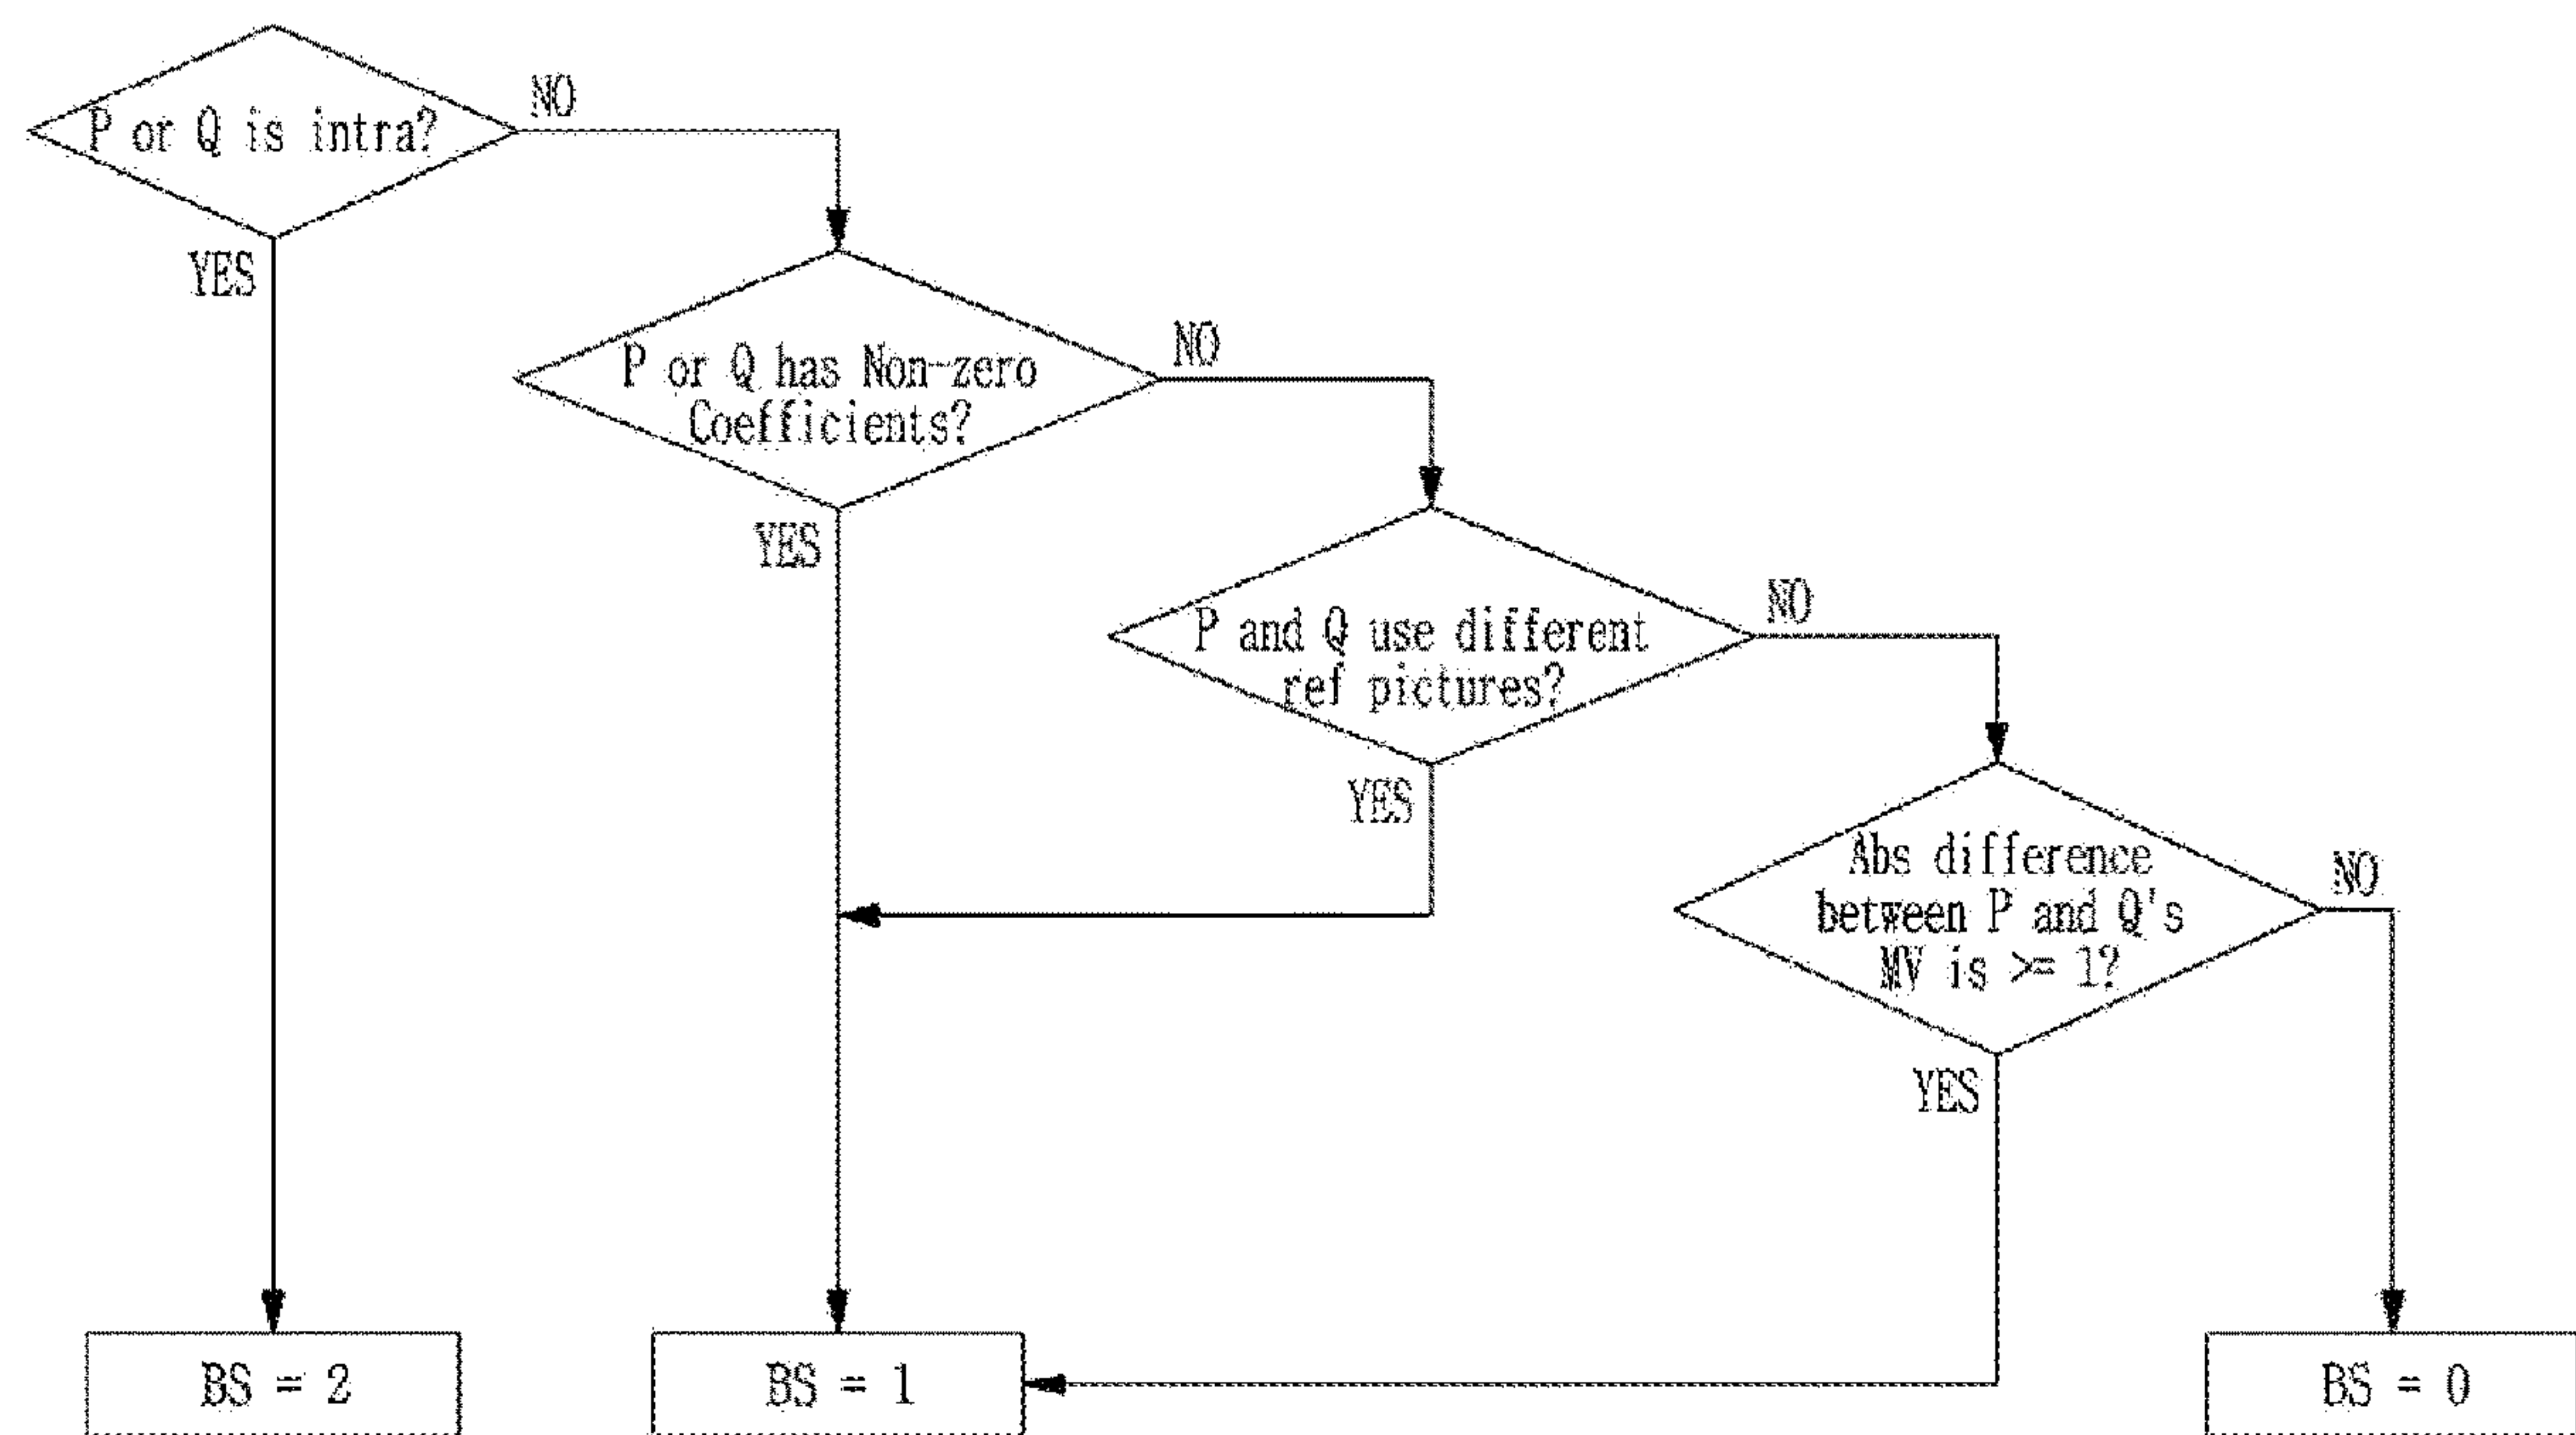 P or Q is intra?
NO
YES
P or Q has Non-zero
Coefficients?
NO
YES
P and Q use different
ref pictures?
NO
YES
Abs difference
between P and Q's
MV is >= 1?
NO
YES
BS = 2
BS = 1
BS = 0